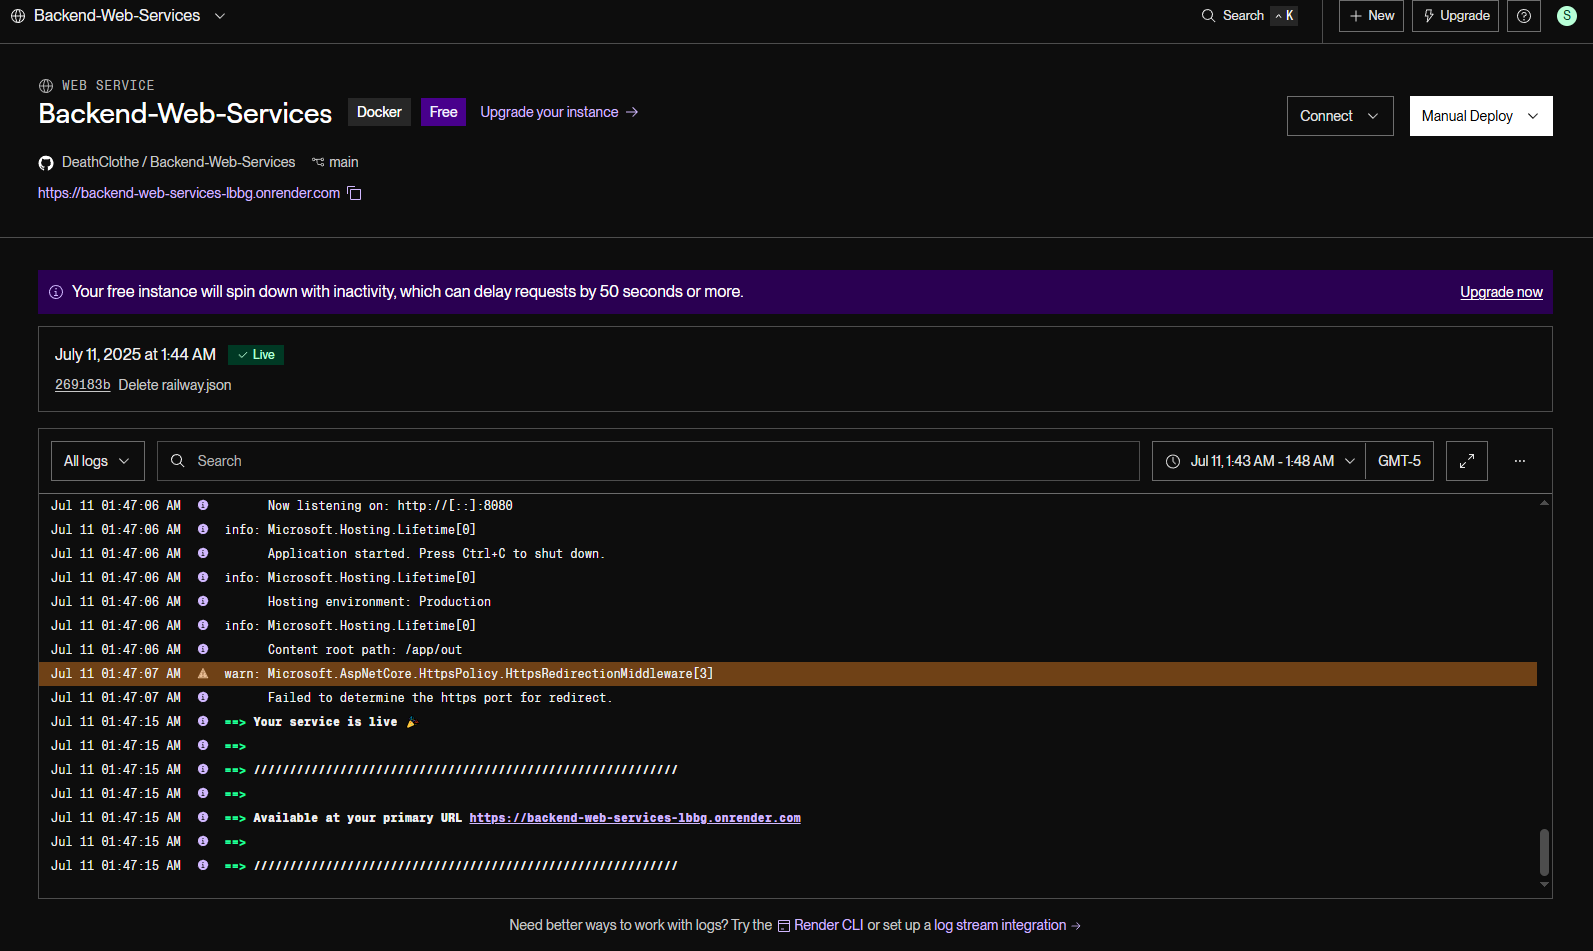 Backend-Web-Services
Search ^ K
+ New
Upgrade
S
WEB SERVICE
Backend-Web-Services Docker Free Upgrade your instance →
Connect
Manual Deploy
DeathClothe / Backend-Web-Services main
https://backend-web-services-lbbg.onrender.com
Your free instance will spin down with inactivity, which can delay requests by 50 seconds or more. Upgrade now
July 11, 2025 at 1:44 AM ✓ Live
269183b Delete railway.json
All logs Search Jul 11, 1:43 AM - 1:48 AM GMT-5 ...
Jul 11 01:47:06 AM Now listening on: http://[::]:8080
Jul 11 01:47:06 AM info: Microsoft.Hosting.Lifetime[0]
Jul 11 01:47:06 AM Application started. Press Ctrl+C to shut down.
Jul 11 01:47:06 AM info: Microsoft.Hosting.Lifetime[0]
Jul 11 01:47:06 AM Hosting environment: Production
Jul 11 01:47:06 AM info: Microsoft.Hosting.Lifetime[0]
Jul 11 01:47:06 AM Content root path: /app/out
Jul 11 01:47:07 AM warn: Microsoft.AspNetCore.HttpsPolicy.HttpsRedirectionMiddleware[3]
Jul 11 01:47:07 AM Failed to determine the https port for redirect.
Jul 11 01:47:15 AM ==> Your service is live 🎉
Jul 11 01:47:15 AM ==>
Jul 11 01:47:15 AM ==> ///////////////////////////////////////////////////////////
Jul 11 01:47:15 AM ==>
Jul 11 01:47:15 AM ==> Available at your primary URL https://backend-web-services-lbbg.onrender.com
Jul 11 01:47:15 AM ==>
Jul 11 01:47:15 AM ==> ///////////////////////////////////////////////////////////
Need better ways to work with logs? Try the Render CLI or set up a log stream integration →